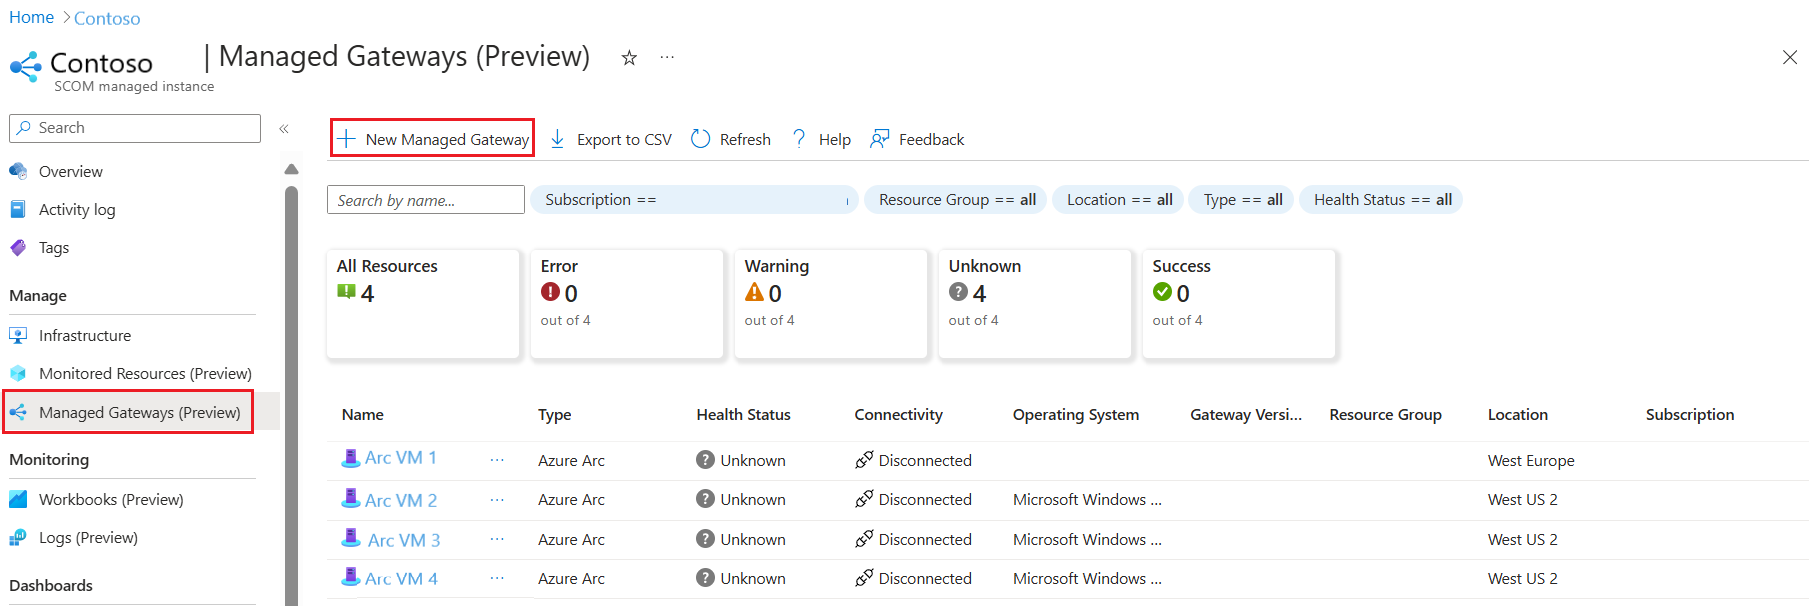 Home > Contoso
Contoso | Managed Gateways (Preview) ☆ ...
SCOM managed instance
Search «
Overview
Activity log
Tags
Manage
Infrastructure
Monitored Resources (Preview)
Managed Gateways (Preview)
Monitoring
Workbooks (Preview)
Logs (Preview)
Dashboards
+ New Managed Gateway Export to CSV Refresh ? Help Feedback
Search by name... Subscription == Resource Group == all Location == all Type == all Health Status == all
All Resources Error Warning Unknown Success
4 0 0 4 0
out of 4 out of 4 out of 4 out of 4
Name Type Health Status Connectivity Operating System Gateway Versi... Resource Group Location Subscription
Arc VM 1 ... Azure Arc Unknown Disconnected West Europe
Arc VM 2 ... Azure Arc Unknown Disconnected Microsoft Windows ... West US 2
Arc VM 3 ... Azure Arc Unknown Disconnected Microsoft Windows ... West US 2
Arc VM 4 ... Azure Arc Unknown Disconnected Microsoft Windows ... West US 2